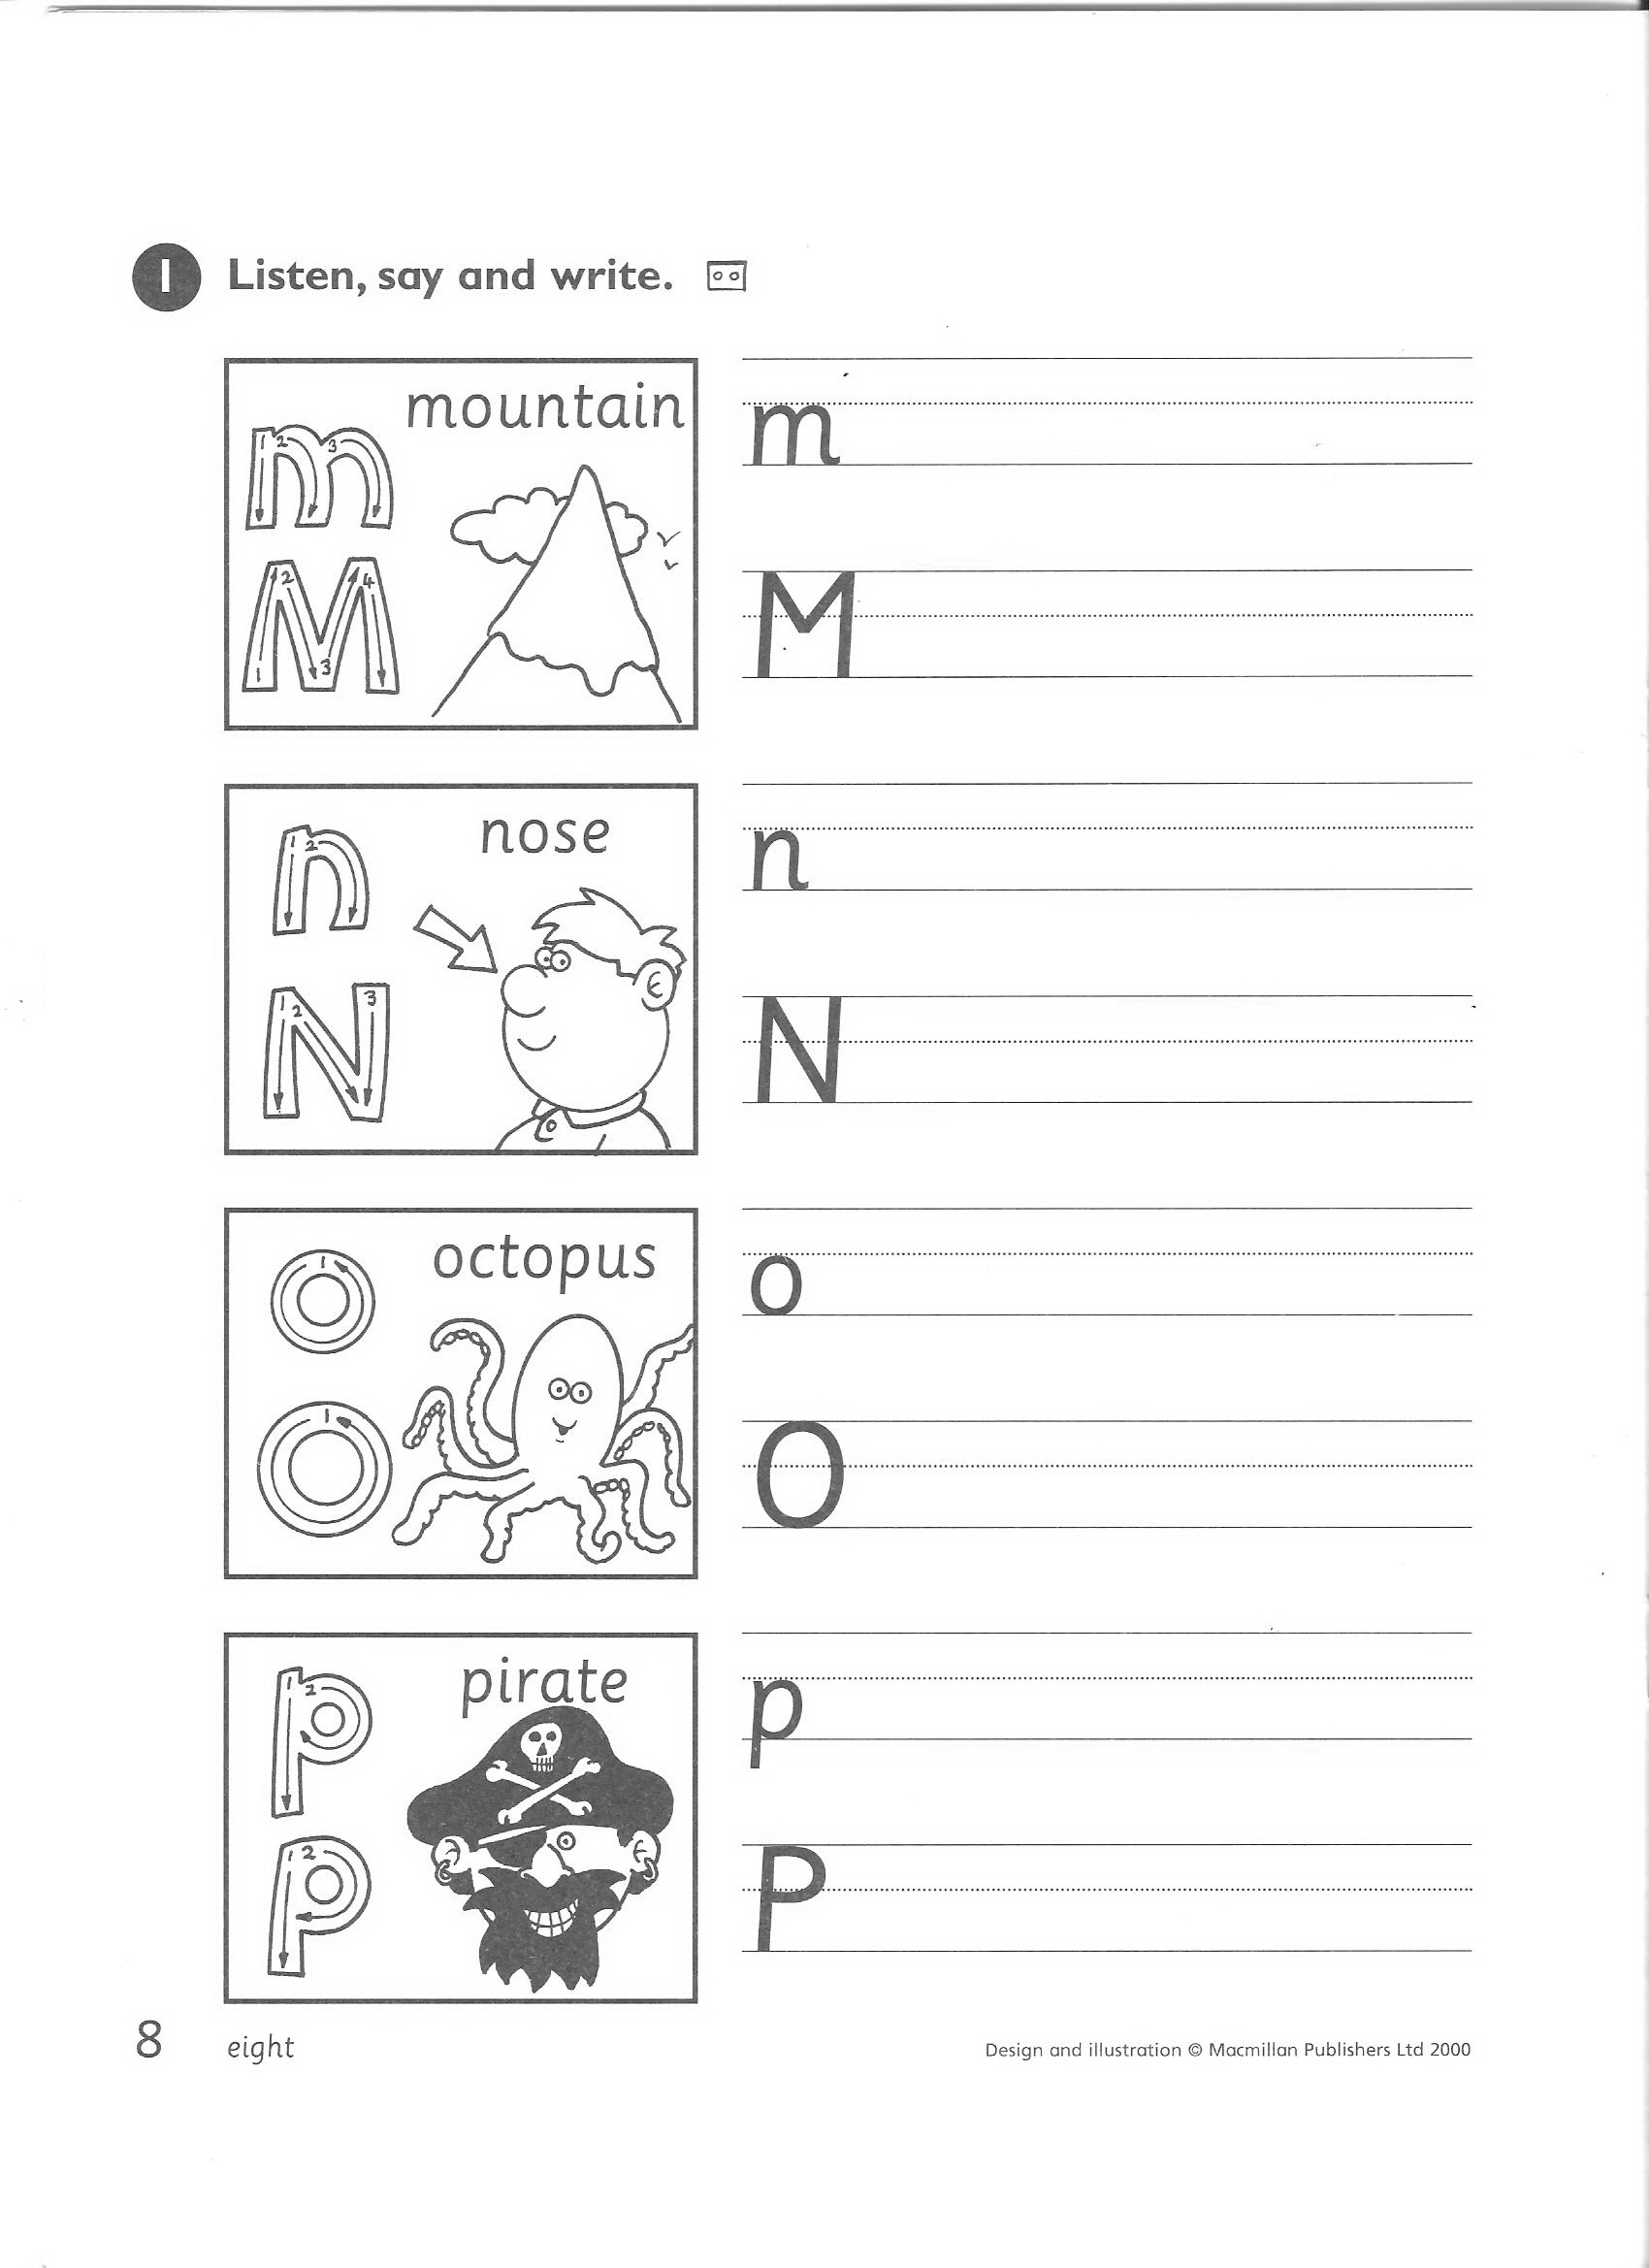 1 Listen, say and write.
mountain
m
M
m
M
nose
n
N
n
N
octopus
o
O
o
O
pirate
p
P
p
P
8 eight
Design and illustration © Macmillan Publishers Ltd 2000